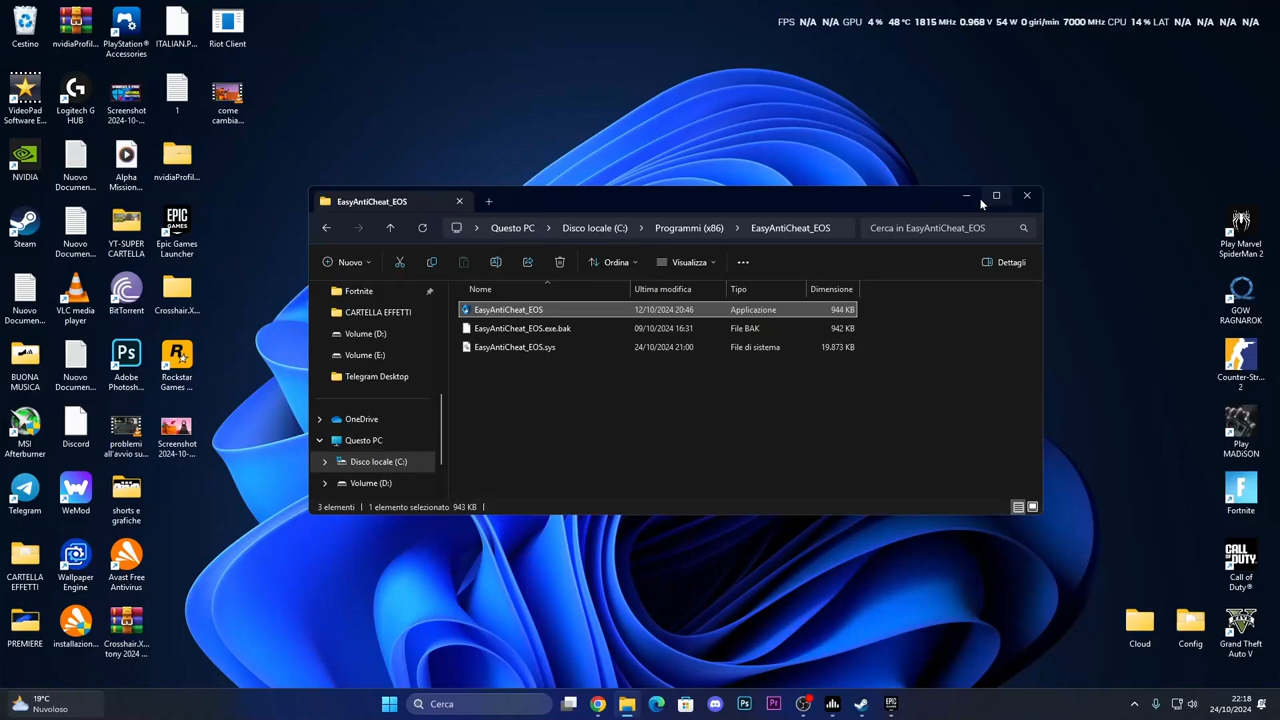 FPS N/A N/A GPU 4 % 48 °C 1815 MHz 0.968 V 54 W 0 giri/min 7000 MHz CPU 14 % LAT N/A N/A N/A
Cestino
nvidiaProfil...
PlayStation®
Accessories
ITALIAN.P...
Riot Client
VideoPad
Software E...
Logitech G
HUB
Screenshot
2024-10-...
1
come
cambia...
NVIDIA
Nuovo
Documen...
Alpha
Mission...
nvidiaProfil...
Steam
Nuovo
Documen...
YT-SUPER
CARTELLA
Epic Games
Launcher
Nuovo
Documen...
VLC media
player
BitTorrent
Crosshair.X...
BUONA
MUSICA
Nuovo
Documen...
Adobe
Photosh...
Rockstar
Games ...
MSI
Afterburner
Discord
problemi
all'avvio su...
Screenshot
2024-10-...
Telegram
WeMod
shorts e
grafiche
CARTELLA
EFFETTI
Wallpaper
Engine
Avast Free
Antivirus
PREMIERE
installazion...
Crosshair.X...
tony 2024 ...
EasyAntiCheat_EOS
Questo PC
Disco locale (C:)
Programmi (x86)
EasyAntiCheat_EOS
Cerca in EasyAntiCheat_EOS
Nuovo
Ordina
Visualizza
Dettagli
Fortnite
CARTELLA EFFETTI
Volume (D:)
Volume (E:)
Telegram Desktop
OneDrive
Questo PC
Disco locale (C:)
Volume (D:)
Nome Ultima modifica Tipo Dimensione
EasyAntiCheat_EOS 12/10/2024 20:46 Applicazione 944 KB
EasyAntiCheat_EOS.exe.bak 09/10/2024 16:31 File BAK 942 KB
EasyAntiCheat_EOS.sys 24/10/2024 21:00 File di sistema 19.873 KB
3 elementi 1 elemento selezionato 943 KB
Play Marvel
SpiderMan 2
GOW
RAGNAROK
Counter-Str...
2
Play
MADiSON
Fortnite
Call of
Duty®
Cloud
Config
Grand Theft
Auto V
19°C
Nuvoloso
Cerca
22:18
24/10/2024